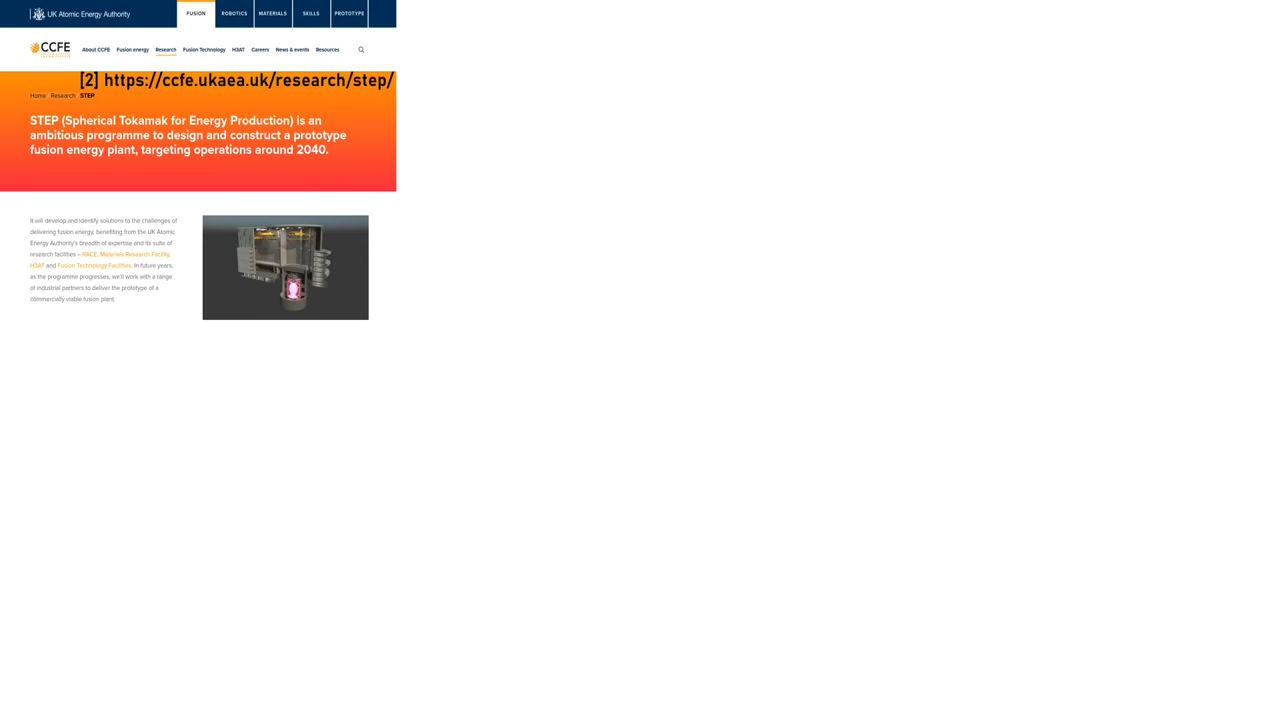 UK Atomic Energy Authority
FUSION ROBOTICS MATERIALS SKILLS PROTOTYPE
CCFE
About CCFE Fusion energy Research Fusion Technology H3AT Careers News & events Resources
[2] https://ccfe.ukaea.uk/research/step/
Home Research STEP
STEP (Spherical Tokamak for Energy Production) is an
ambitious programme to design and construct a prototype
fusion energy plant, targeting operations around 2040.
It will develop and identify solutions to the challenges of
delivering fusion energy, benefiting from the UK Atomic
Energy Authority's breadth of expertise and its suite of
research facilities – RACE, Materials Research Facility,
H3AT and Fusion Technology Facilities. In future years,
as the programme progresses, we'll work with a range
of industrial partners to deliver the prototype of a
commercially viable fusion plant.